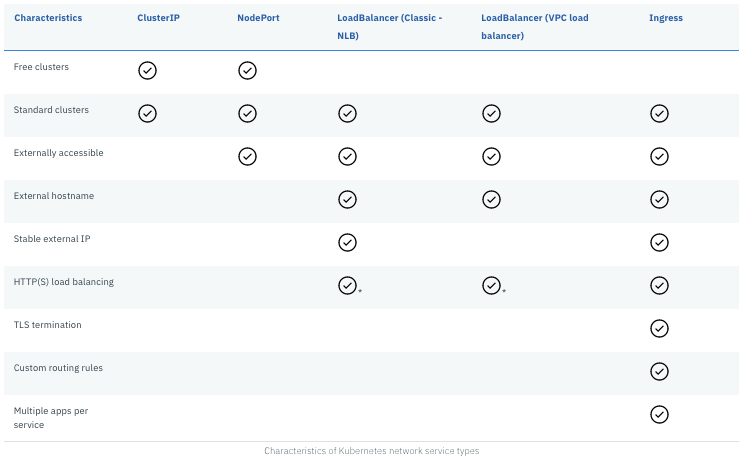 Characteristics ClusterIP NodePort LoadBalancer (Classic - LoadBalancer (VPC load Ingress
NLB) balancer)
Free clusters
Standard clusters
Externally accessible
External hostname
Stable external IP
HTTP(S) load balancing * *
TLS termination
Custom routing rules
Multiple apps per
service
Characteristics of Kubernetes network service types